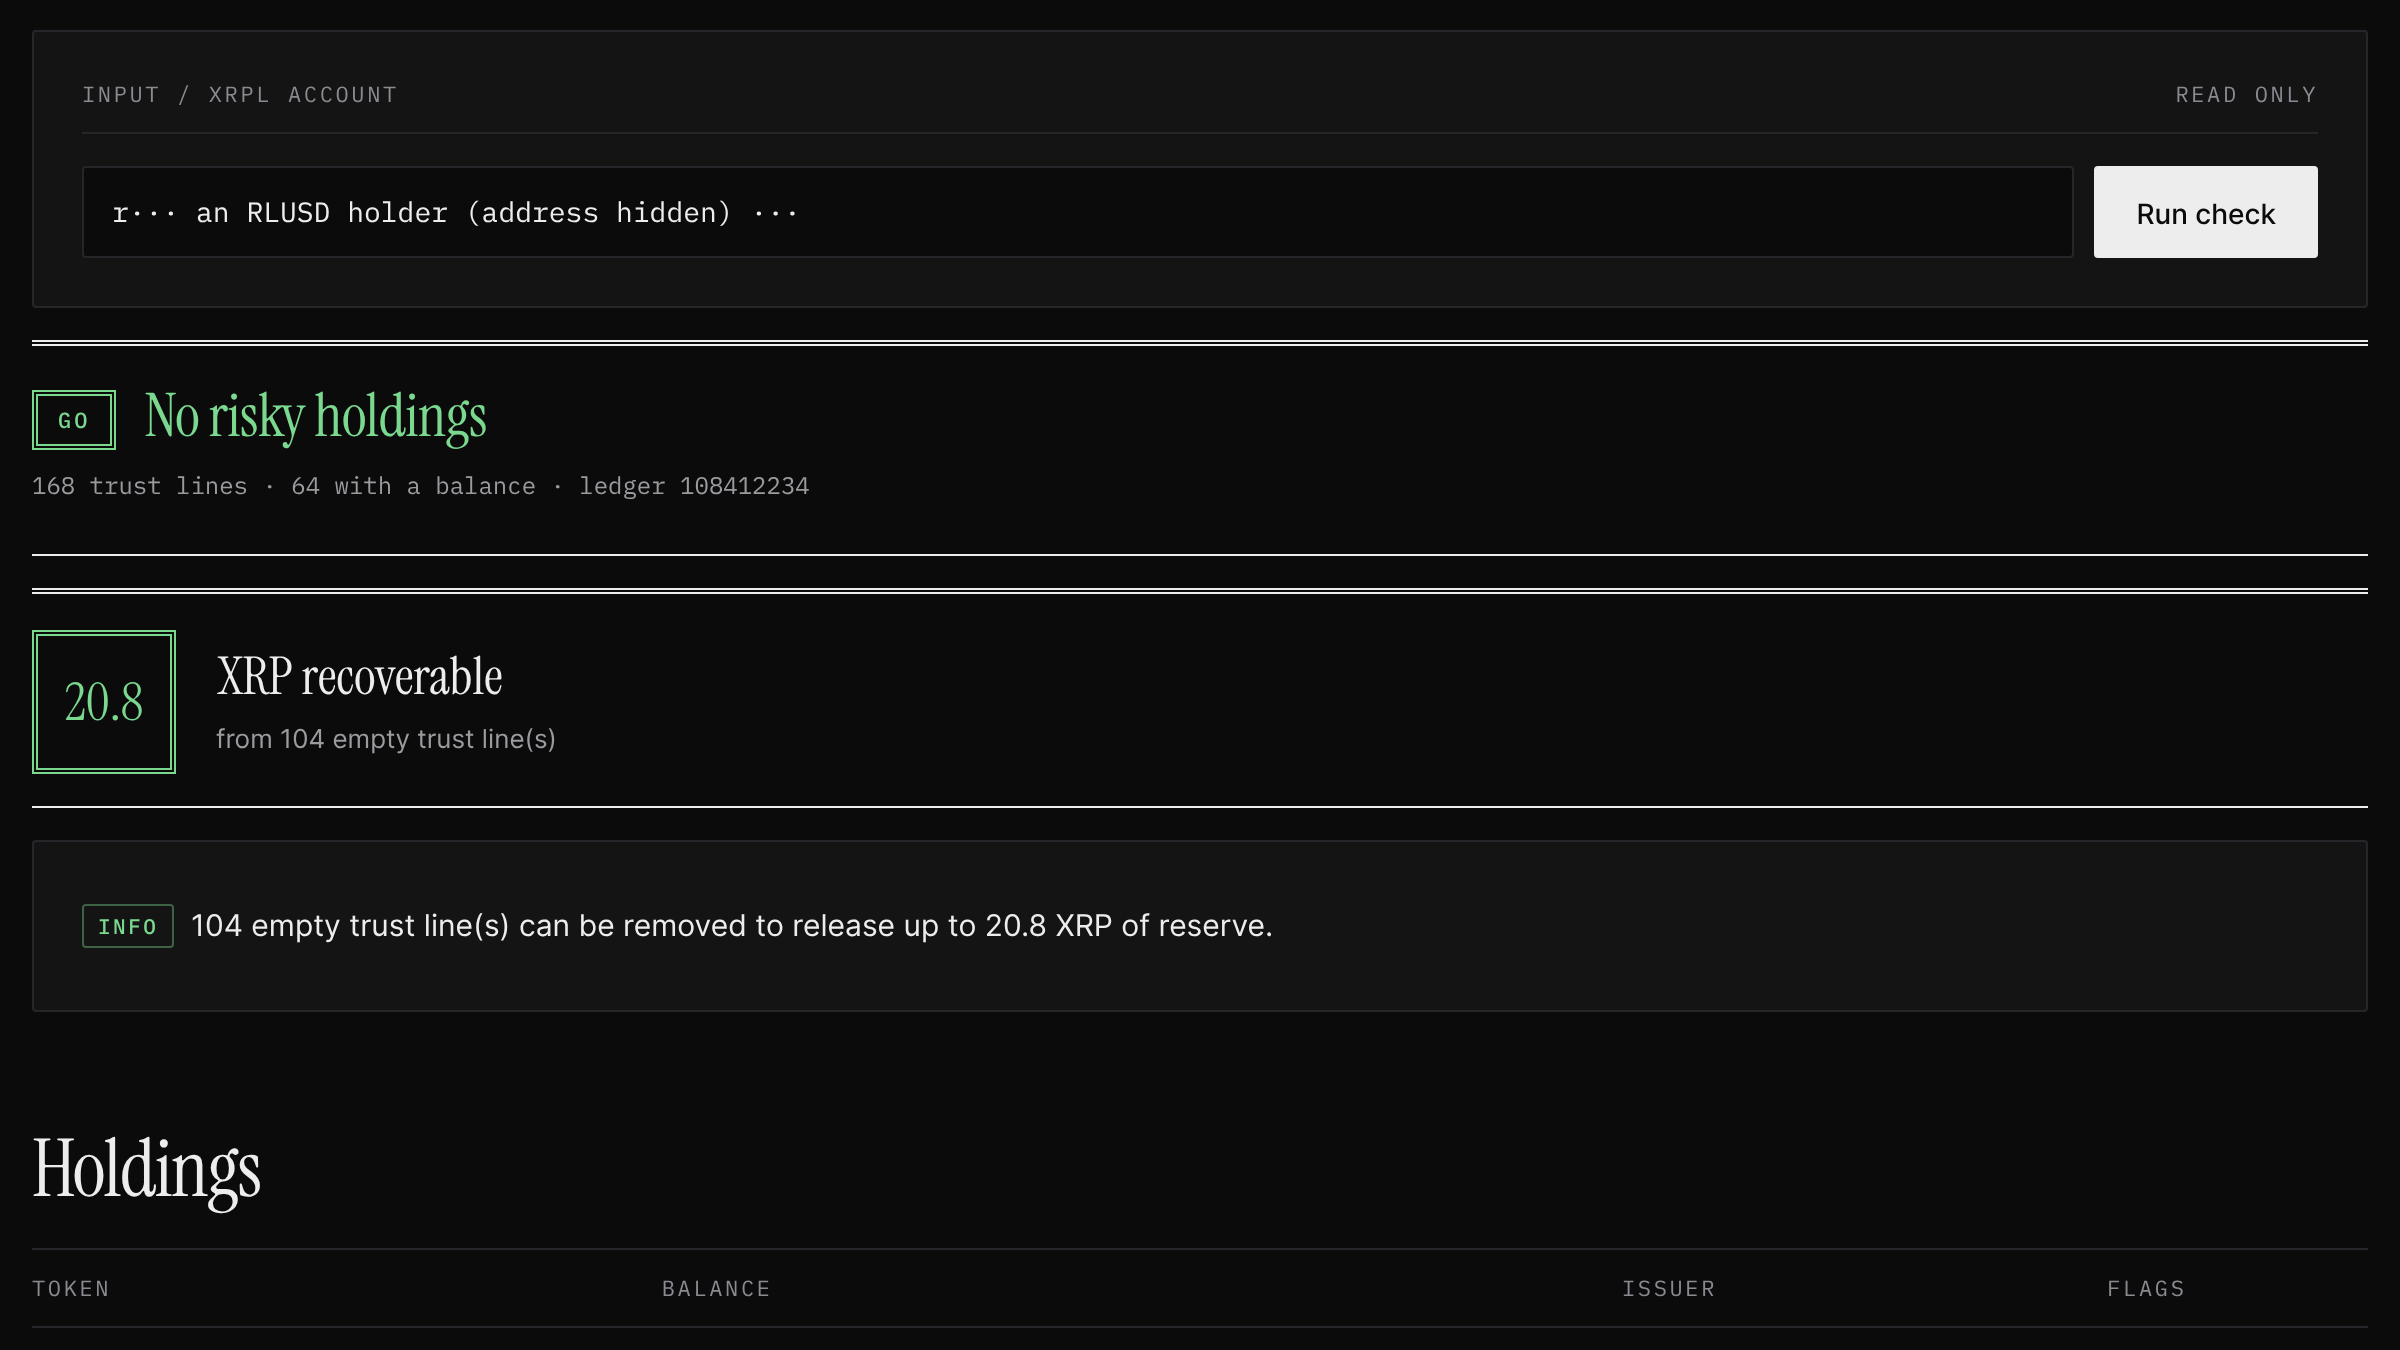 INPUT / XRPL ACCOUNT
READ ONLY
r··· an RLUSD holder (address hidden) ···
Run check
GO
No risky holdings
168 trust lines · 64 with a balance · ledger 108412234
20.8
XRP recoverable
from 104 empty trust line(s)
INFO
104 empty trust line(s) can be removed to release up to 20.8 XRP of reserve.
Holdings
TOKEN
BALANCE
ISSUER
FLAGS